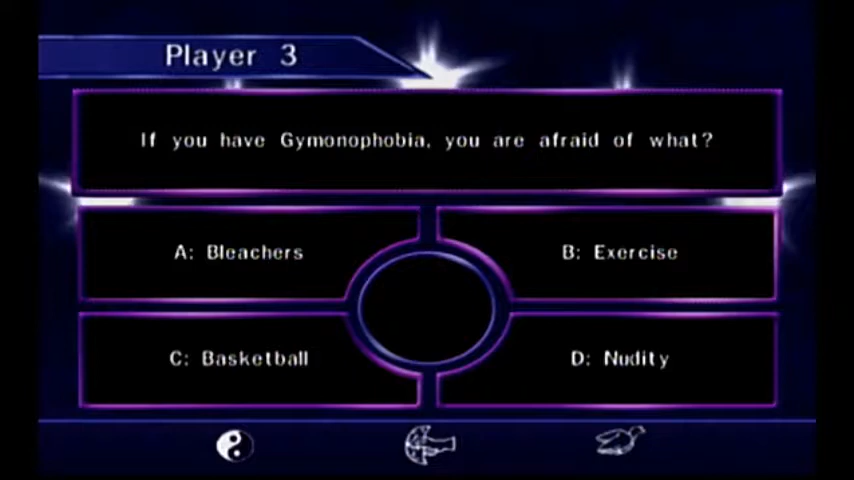 Player 3
If you have Gymonophobia, you are afraid of what?
A: Bleachers
B: Exercise
C: Basketball
D: Nudity